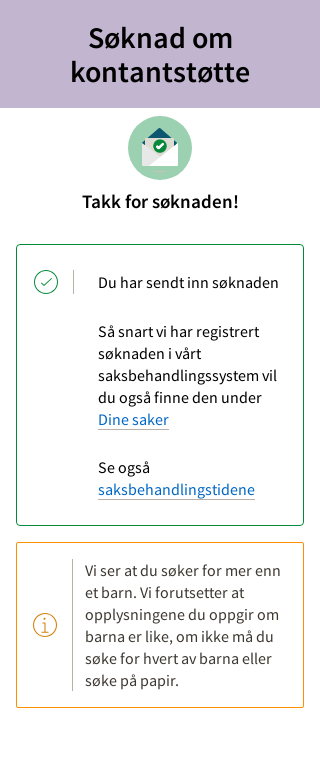 Søknad om
kontantstøtte
Takk for søknaden!
Du har sendt inn søknaden
Så snart vi har registrert
søknaden i vårt
saksbehandlingssystem vil
du også finne den under
Dine saker
Se også
saksbehandlingstidene
Vi ser at du søker for mer enn
et barn. Vi forutsetter at
opplysningene du oppgir om
barna er like, om ikke må du
søke for hvert av barna eller
søke på papir.